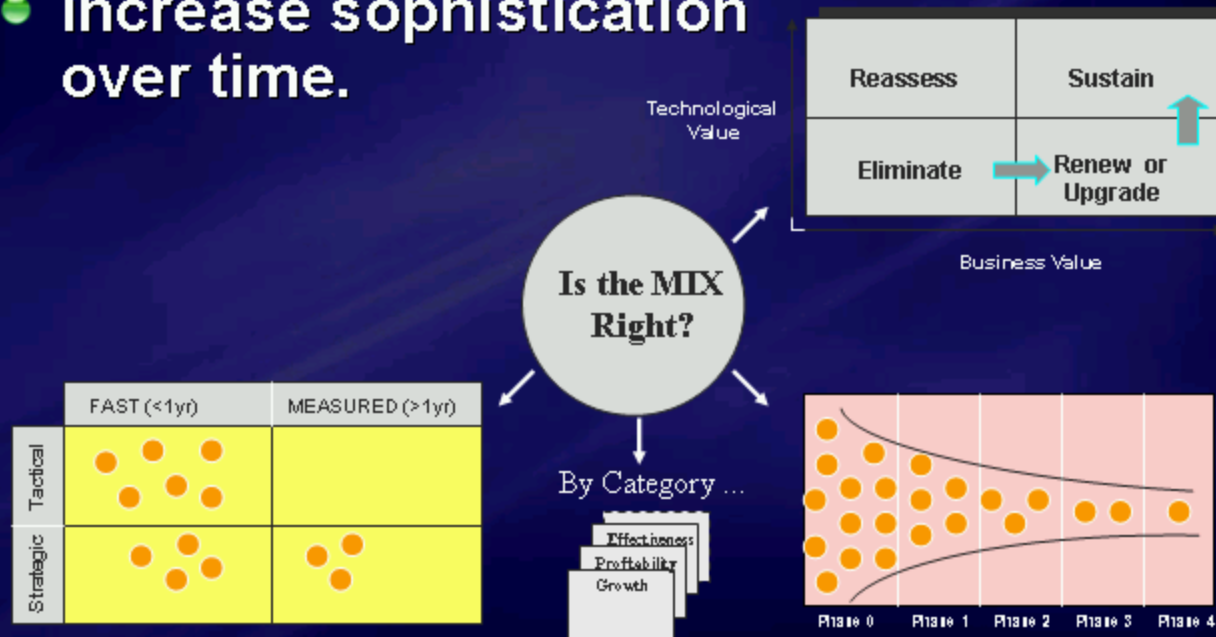 Increase sophistication
over time.
Technological
Value
Reassess
Sustain
Eliminate
Renew or
Upgrade
Business Value
Is the MIX
Right?
FAST (<1yr)
MEASURED (>1yr)
Tactical
Strategic
By Category ...
Effectiveness
Proftability
Growth
Phase 0
Phase 1
Phase 2
Phase 3
Phase 4